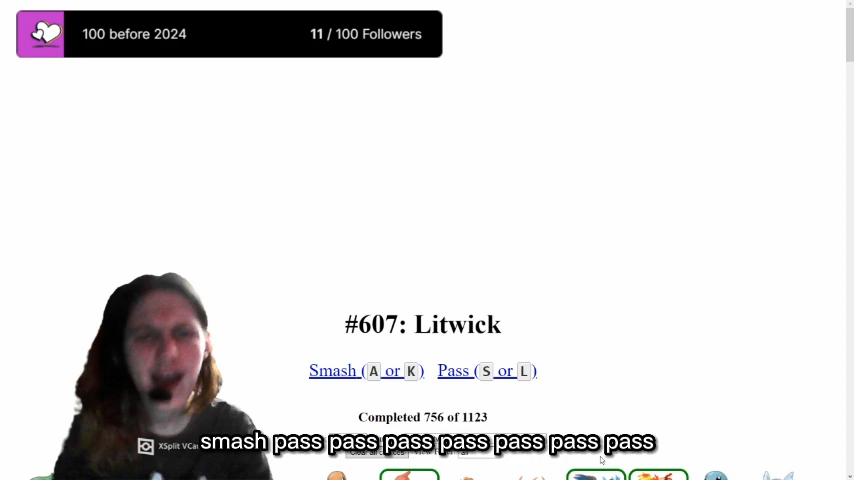 100 before 2024 11 / 100 Followers
#607: Litwick
Smash (A or K) Pass (S or L)
Completed 756 of 1123
XSplit VCam
smash pass pass pass pass pass pass pass